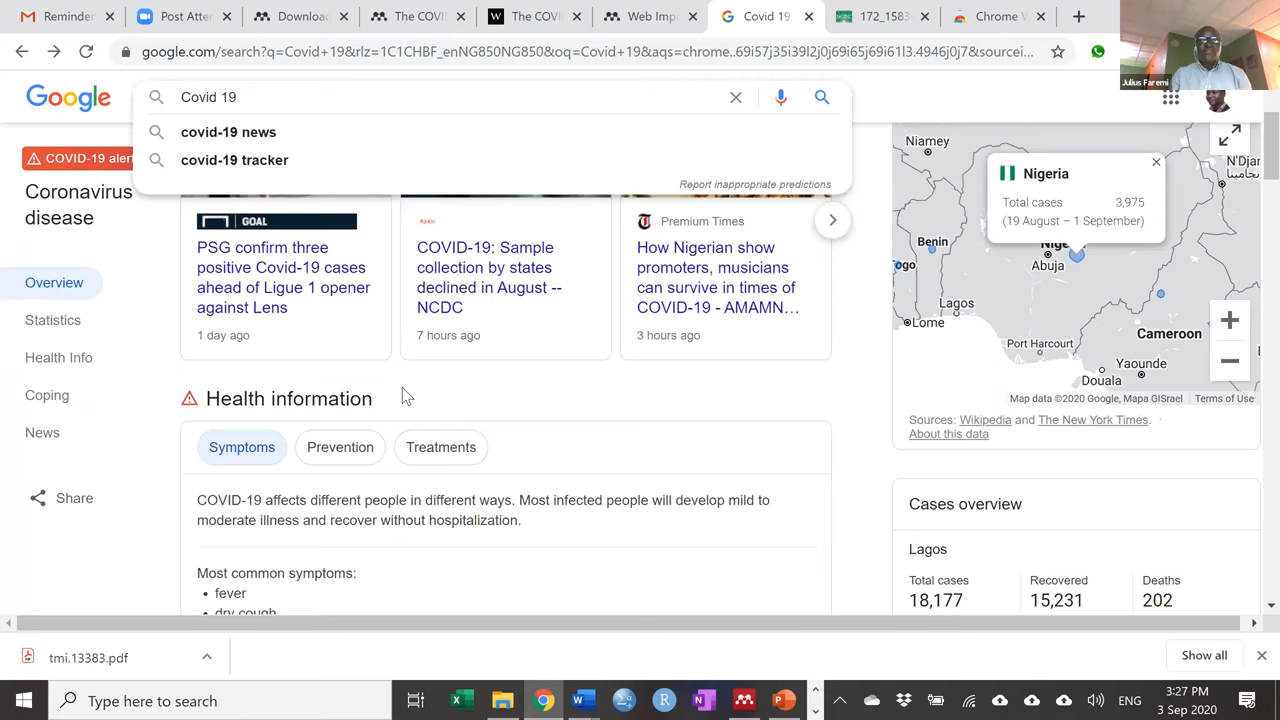 Reminder
Post Atter
Download
The COVI
The COVI
Web Impo
Covid 19
172_1583
Chrome V
google.com/search?q=Covid+19&rlz=1C1CHBF_enNG850NG850&oq=Covid+19&aqs=chrome..69i57j35i39l2j0j69i65j69i61l3.4946j0j7&sourcei...
Julius Faremi
Google
Covid 19
covid-19 news
covid-19 tracker
Report inappropriate predictions
COVID-19 alert
Coronavirus
disease
Overview
Statistics
Health Info
Coping
News
Share
GOAL
PSG confirm three
positive Covid-19 cases
ahead of Ligue 1 opener
against Lens
1 day ago
COVID-19: Sample
collection by states
declined in August --
NCDC
7 hours ago
Premium Times
How Nigerian show
promoters, musicians
can survive in times of
COVID-19 - AMAMN...
3 hours ago
Health information
Symptoms
Prevention
Treatments
COVID-19 affects different people in different ways. Most infected people will develop mild to
moderate illness and recover without hospitalization.
Most common symptoms:
• fever
• dry cough
Niamey
N'Dja
Nigeria
Total cases 3,975
(19 August – 1 September)
Benin
Nige
Abuja
ogo
Lagos
Lome
Cameroon
Port Harcourt
Yaounde
Douala
Map data ©2020 Google, Mapa GISrael
Terms of Use
Sources: Wikipedia and The New York Times. ·
About this data
Cases overview
Lagos
Total cases
18,177
Recovered
15,231
Deaths
202
tmi.13383.pdf
Show all
Type here to search
ENG
3:27 PM
3 Sep 2020